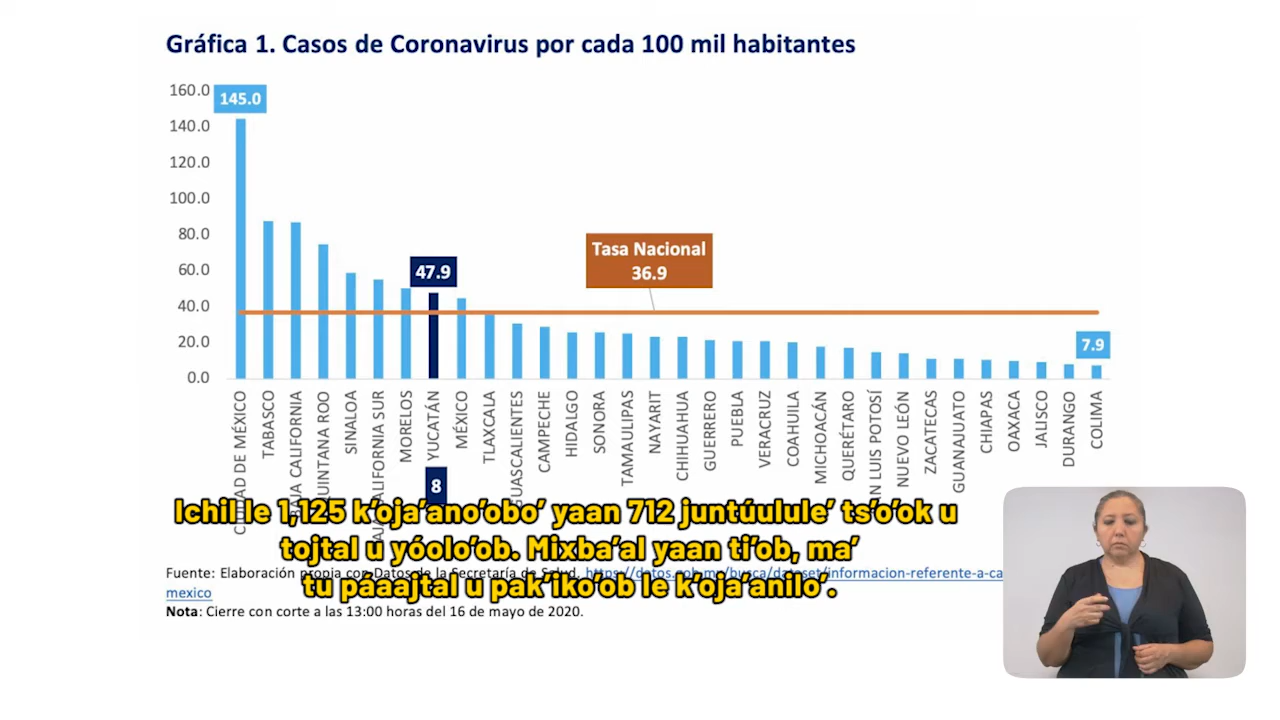 Gráfica 1. Casos de Coronavirus por cada 100 mil habitantes
160.0
145.0
140.0
120.0
100.0
80.0
60.0
40.0
20.0
0.0
47.9
Tasa Nacional
36.9
7.9
CIUDAD DE MÉXICO
TABASCO
BAJA CALIFORNIA
QUINTANA ROO
SINALOA
BAJA CALIFORNIA SUR
MORELOS
YUCATÁN
MÉXICO
TLAXCALA
AGUASCALIENTES
CAMPECHE
HIDALGO
SONORA
TAMAULIPAS
NAYARIT
CHIHUAHUA
GUERRERO
PUEBLA
VERACRUZ
COAHUILA
MICHOACÁN
QUERÉTARO
SAN LUIS POTOSÍ
NUEVO LEÓN
ZACATECAS
GUANAJUATO
CHIAPAS
OAXACA
JALISCO
DURANGO
COLIMA
8
Ichil le 1,125 k'oja'ano'obo' yaan 712 juntúulule' ts'o'ok u
tojtal u yóolo'ob. Mixba'al yaan ti'ob, ma'
tu páaajtal u pak'iko'ob le k'oja'anilo'.
Fuente: Elaboración propia con Datos de la Secretaría de Salud. https://datos.gob.mx/busca/dataset/informacion-referente-a-ca
mexico
Nota: Cierre con corte a las 13:00 horas del 16 de mayo de 2020.